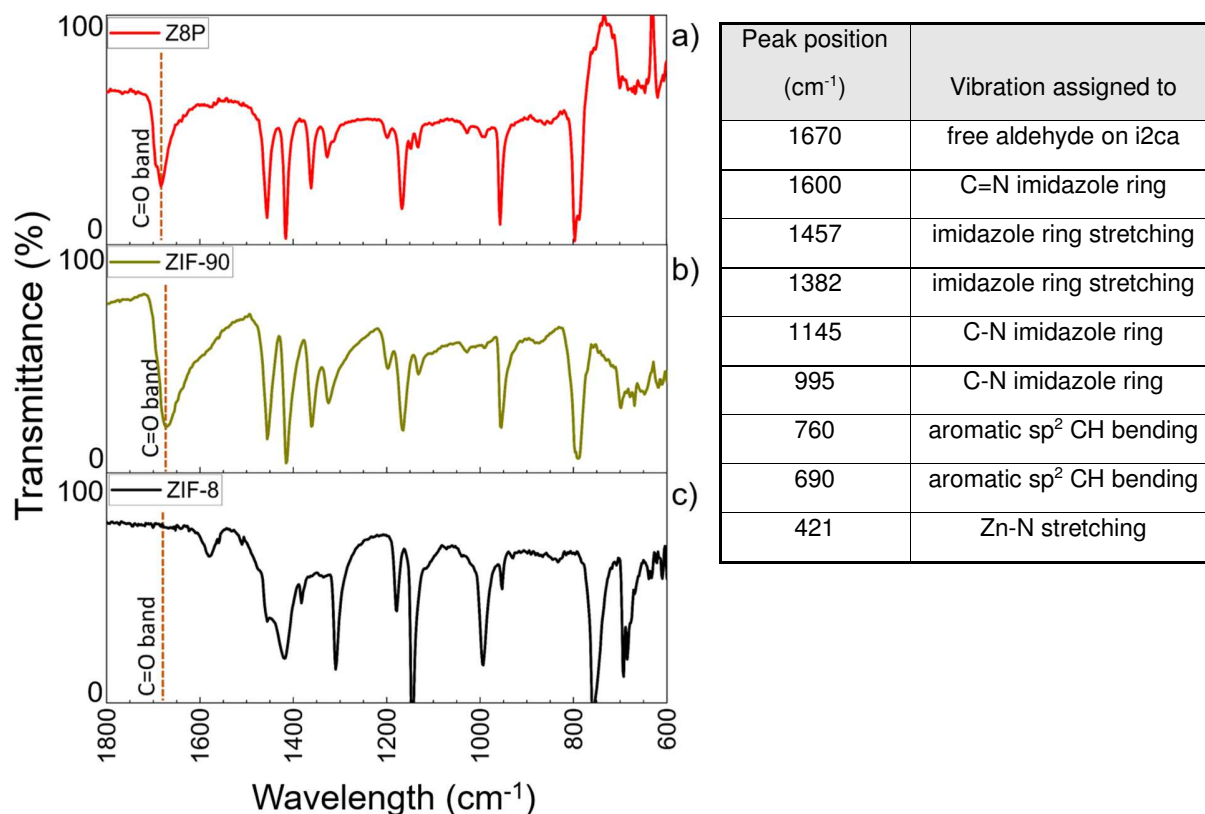 100
Z8P
a)
C=O band
0
100
ZIF-90
b)
C=O band
0
100
ZIF-8
c)
C=O band
0
Transmittance (%)
1800
1600
1400
1200
1000
800
600
Wavelength (cm-1)
Peak position
(cm-1)
Vibration assigned to
1670 free aldehyde on i2ca
1600 C=N imidazole ring
1457 imidazole ring stretching
1382 imidazole ring stretching
1145 C-N imidazole ring
995 C-N imidazole ring
760 aromatic sp2 CH bending
690 aromatic sp2 CH bending
421 Zn-N stretching